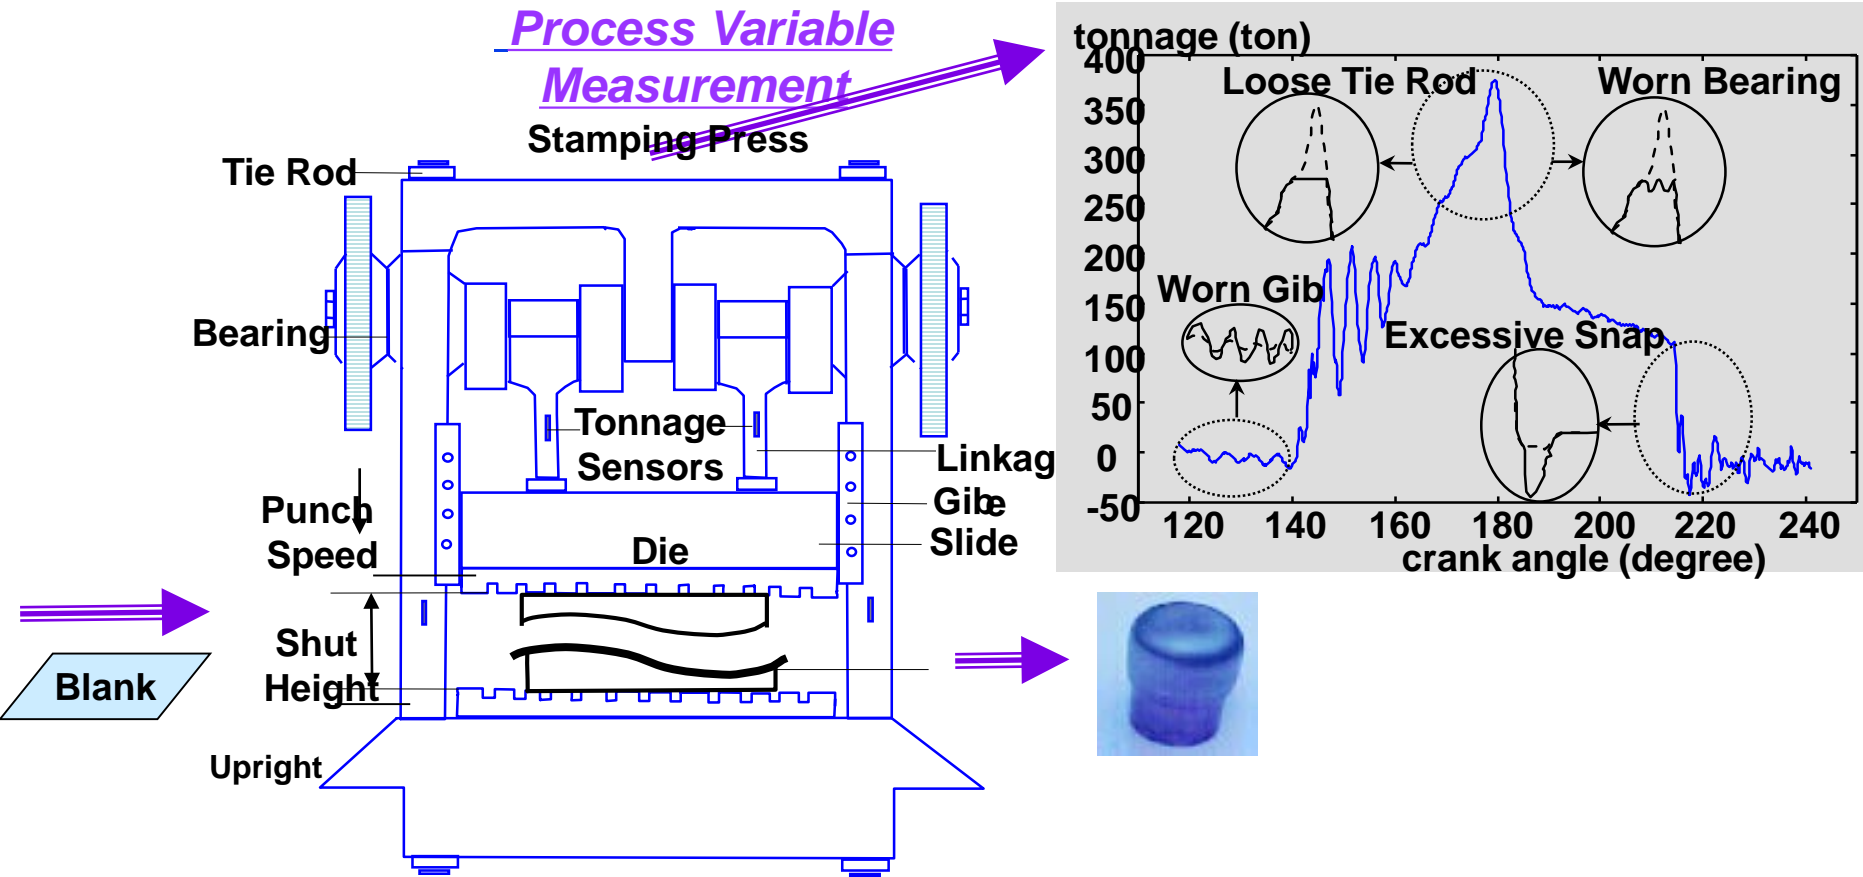 Process Variable
Measurement
Stamping Press
Tie Rod
Bearing
Tonnage
Sensors
Linkag
e
Gib
Slide
Punch
Speed
Die
Shut
Height
Blank
Upright
tonnage (ton)
400
350
300
250
200
150
100
50
0
-50
Loose Tie Rod
Worn Bearing
Worn Gib
Excessive Snap
120 140 160 180 200 220 240
crank angle (degree)